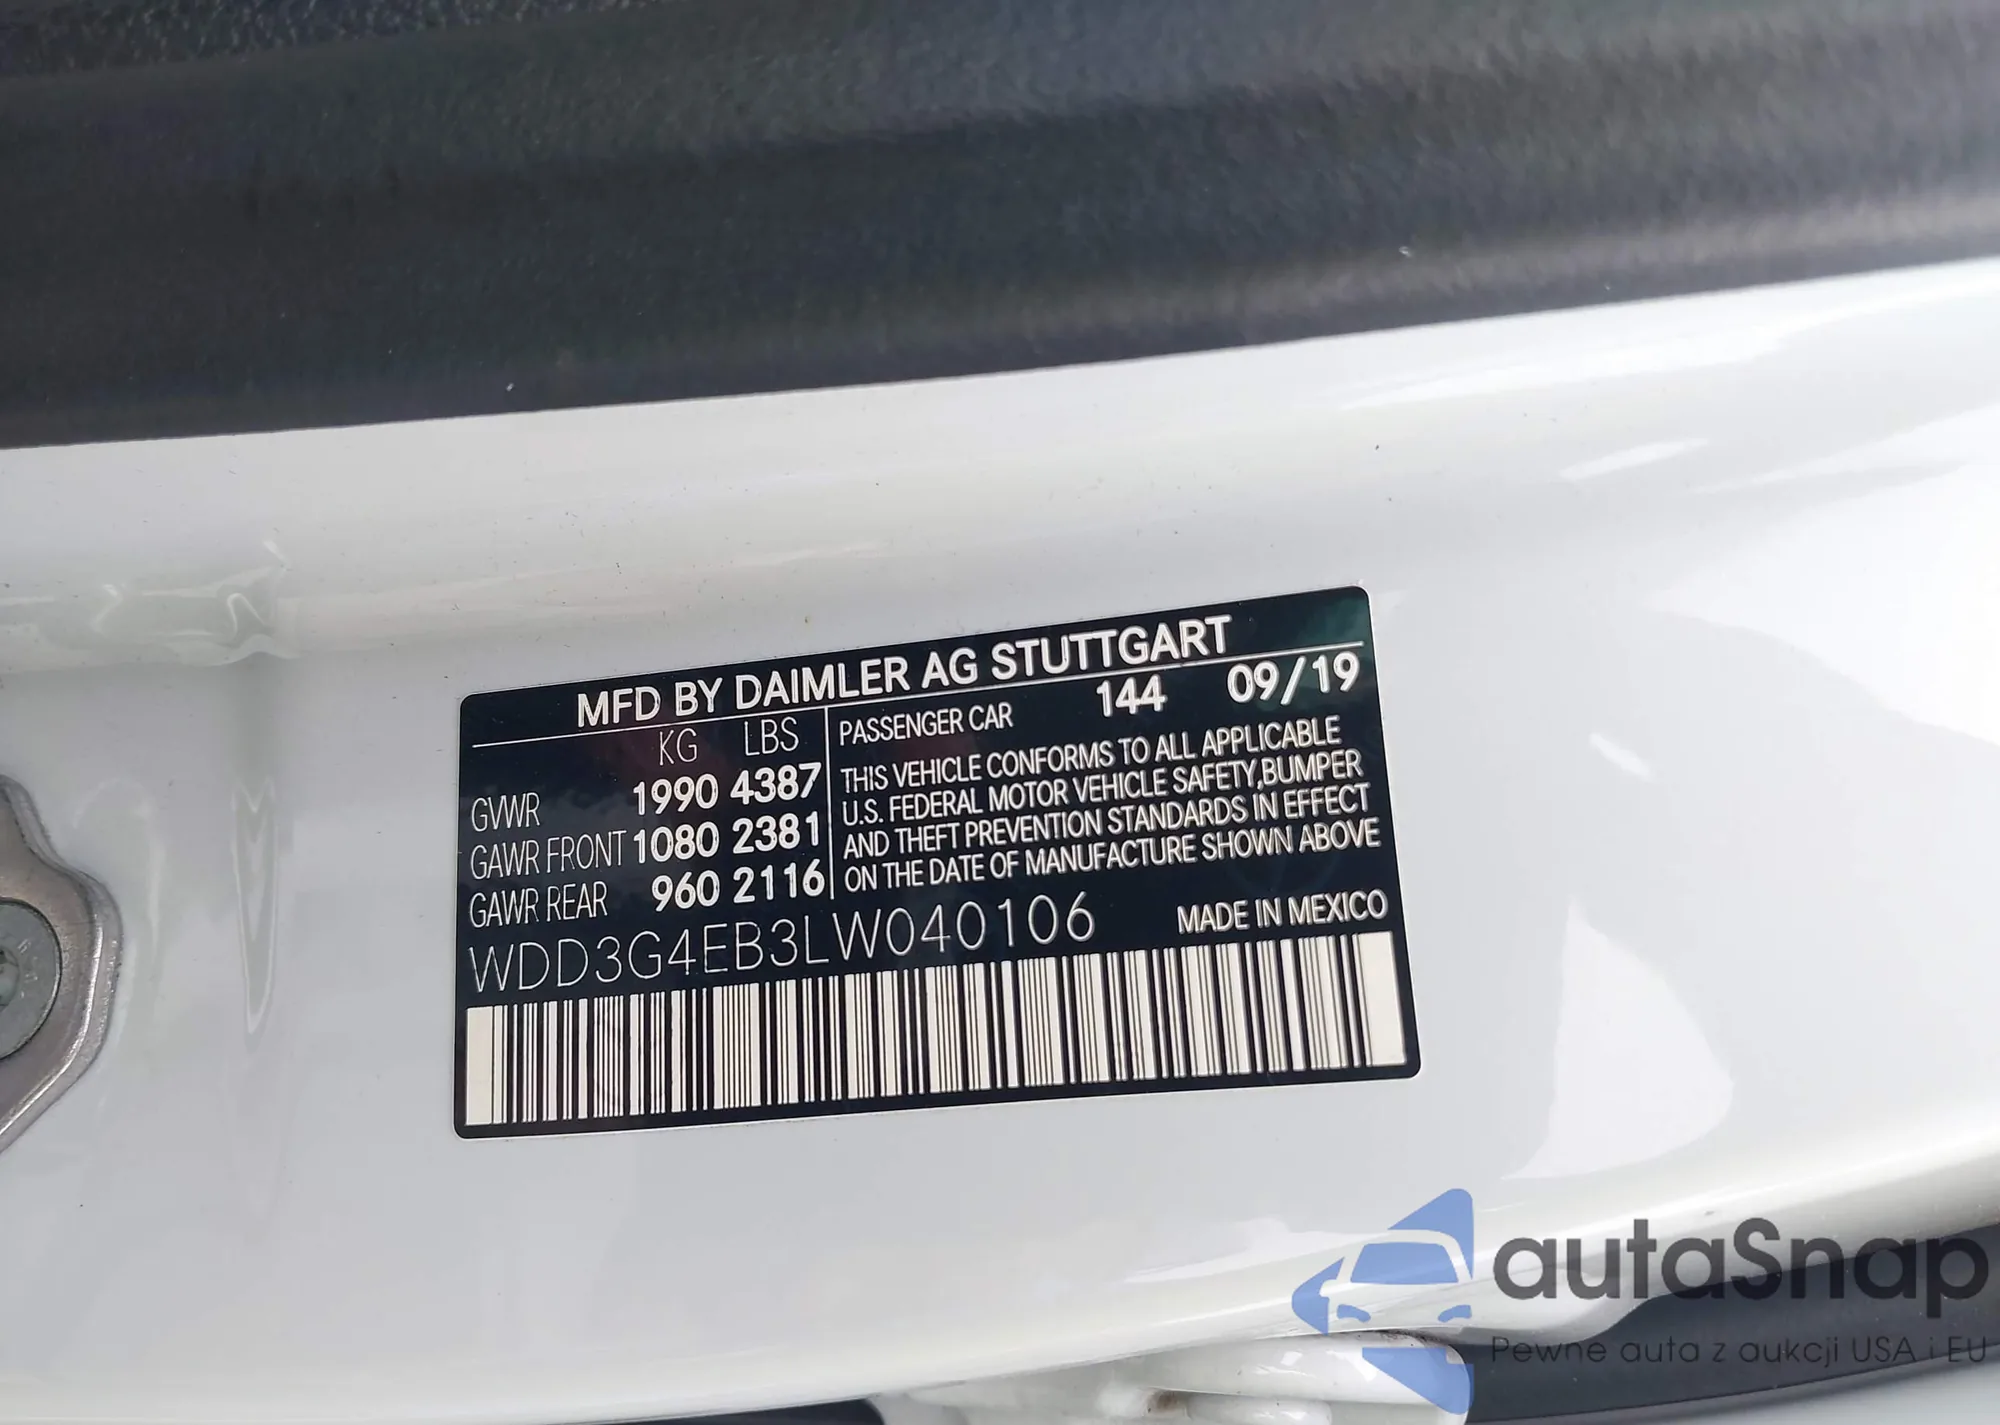 MFD BY DAIMLER AG STUTTGART
KG LBS
GVWR 1990 4387
GAWR FRONT 1080 2381
GAWR REAR 960 2116
PASSENGER CAR 144 09/19
THIS VEHICLE CONFORMS TO ALL APPLICABLE
U.S. FEDERAL MOTOR VEHICLE SAFETY,BUMPER
AND THEFT PREVENTION STANDARDS IN EFFECT
ON THE DATE OF MANUFACTURE SHOWN ABOVE
WDD3G4EB3LW040106
MADE IN MEXICO
autaSnap
Pewne auta z aukcji USA i EU